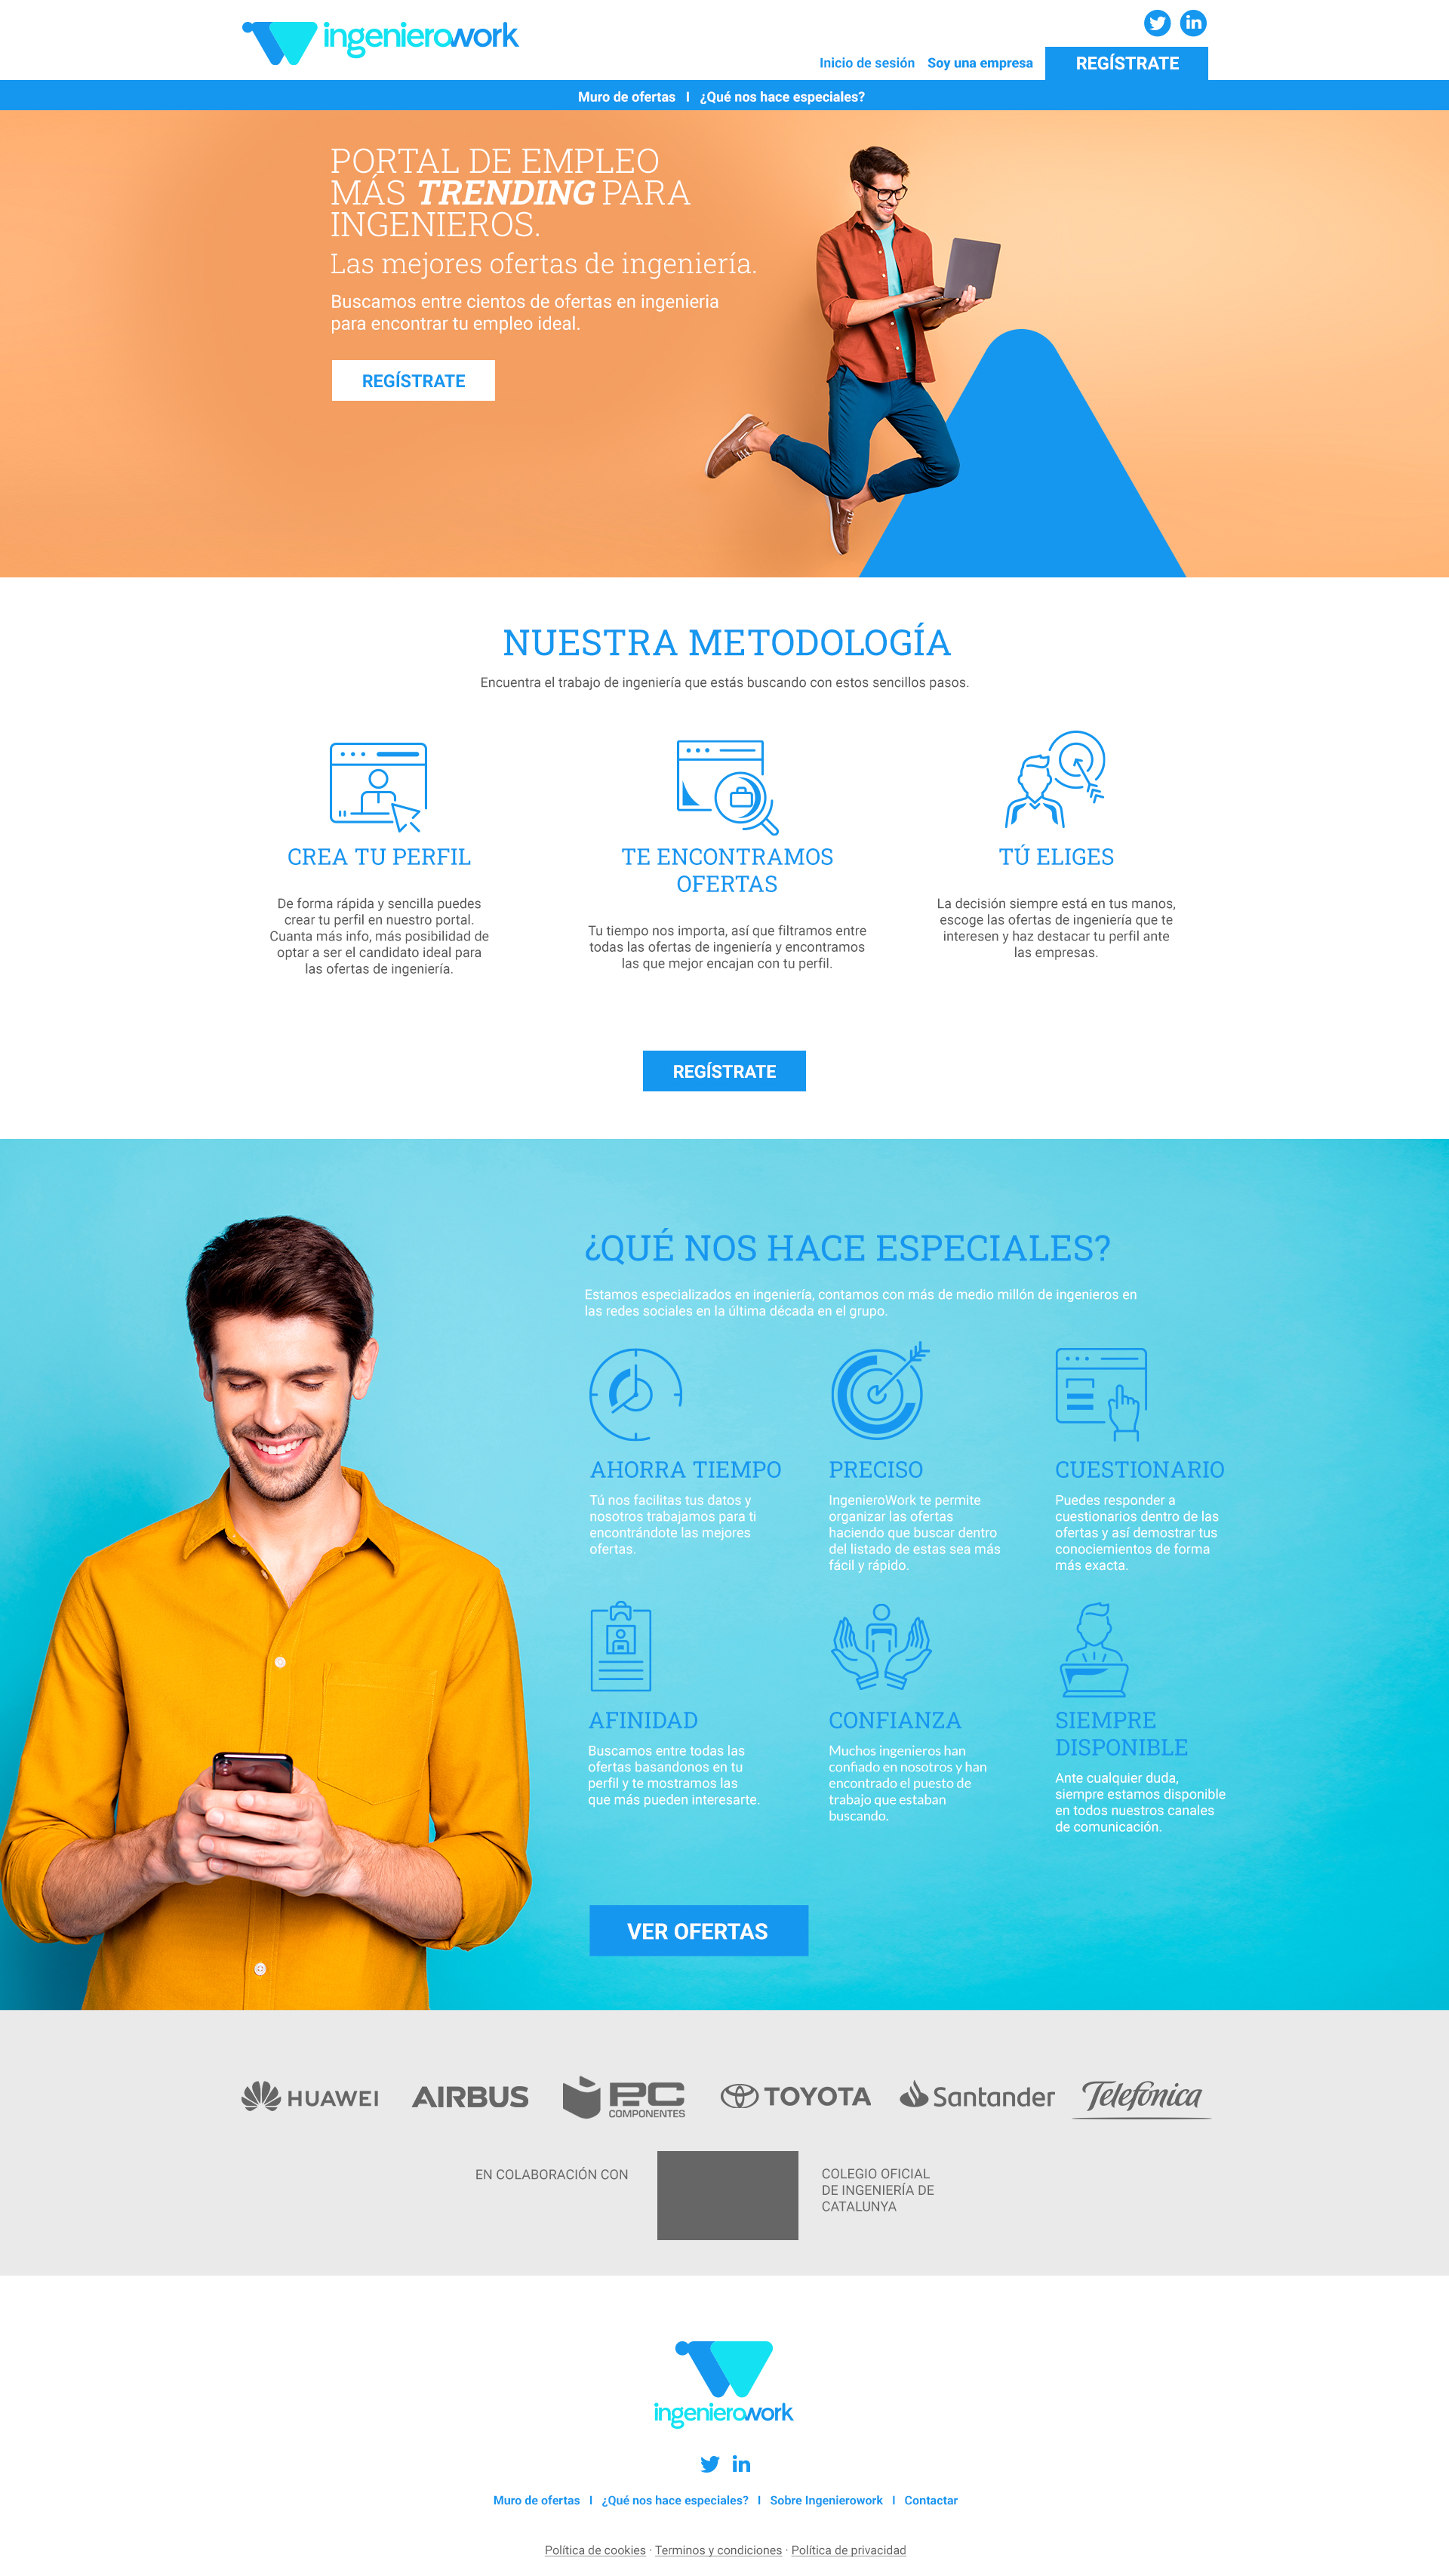 ingenierowork
Inicio de sesión Soy una empresa REGÍSTRATE
Muro de ofertas I ¿Qué nos hace especiales?
PORTAL DE EMPLEO
MÁS TRENDING PARA
INGENIEROS.
Las mejores ofertas de ingeniería.
Buscamos entre cientos de ofertas en ingenieria
para encontrar tu empleo ideal.
REGÍSTRATE
NUESTRA METODOLOGÍA
Encuentra el trabajo de ingeniería que estás buscando con estos sencillos pasos.
CREA TU PERFIL
De forma rápida y sencilla puedes
crear tu perfil en nuestro portal.
Cuanta más info, más posibilidad de
optar a ser el candidato ideal para
las ofertas de ingeniería.
TE ENCONTRAMOS
OFERTAS
Tu tiempo nos importa, así que filtramos entre
todas las ofertas de ingeniería y encontramos
las que mejor encajan con tu perfil.
TÚ ELIGES
La decisión siempre está en tus manos,
escoge las ofertas de ingeniería que te
interesen y haz destacar tu perfil ante
las empresas.
REGÍSTRATE
¿QUÉ NOS HACE ESPECIALES?
Estamos especializados en ingeniería, contamos con más de medio millón de ingenieros en
las redes sociales en la última década en el grupo.
AHORRA TIEMPO
Tú nos facilitas tus datos y
nosotros trabajamos para ti
encontrándote las mejores
ofertas.
PRECISO
IngenieroWork te permite
organizar las ofertas
haciendo que buscar dentro
del listado de estas sea más
fácil y rápido.
CUESTIONARIO
Puedes responder a
cuestionarios dentro de las
ofertas y así demostrar tus
conociemientos de forma
más exacta.
AFINIDAD
Buscamos entre todas las
ofertas basandonos en tu
perfil y te mostramos las
que más pueden interesarte.
CONFIANZA
Muchos ingenieros han
confiado en nosotros y han
encontrado el puesto de
trabajo que estaban
buscando.
SIEMPRE
DISPONIBLE
Ante cualquier duda,
siempre estamos disponible
en todos nuestros canales
de comunicación.
VER OFERTAS
HUAWEI AIRBUS PC COMPONENTES TOYOTA Santander Telefónica
EN COLABORACIÓN CON
COLEGIO OFICIAL
DE INGENIERÍA DE
CATALUNYA
ingenierowork
in
Muro de ofertas I ¿Qué nos hace especiales? I Sobre Ingenierowork I Contactar
Política de cookies · Terminos y condiciones · Política de privacidad